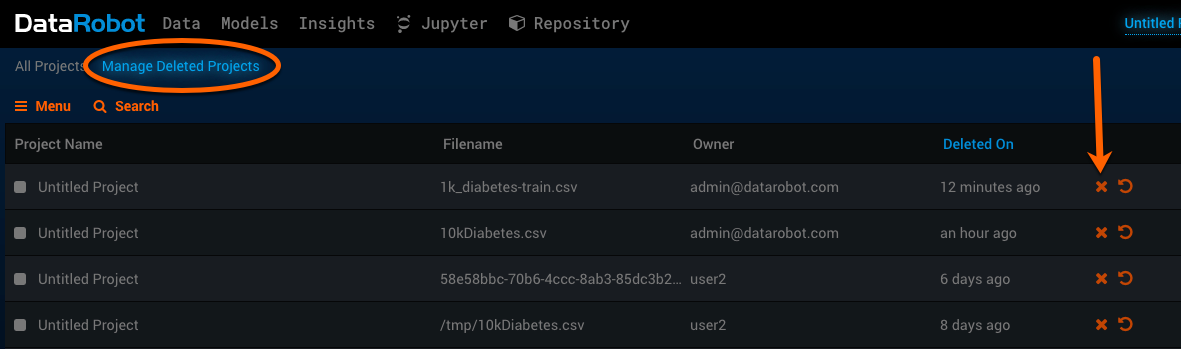 DataRobot Data Models Insights Jupyter Repository Untitled
All Projects Manage Deleted Projects
Menu Search
Project Name Filename Owner Deleted On
Untitled Project 1k_diabetes-train.csv admin@datarobot.com 12 minutes ago
Untitled Project 10kDiabetes.csv admin@datarobot.com an hour ago
Untitled Project 58e58bbc-70b6-4ccc-8ab3-85dc3b2... user2 6 days ago
Untitled Project /tmp/10kDiabetes.csv user2 8 days ago